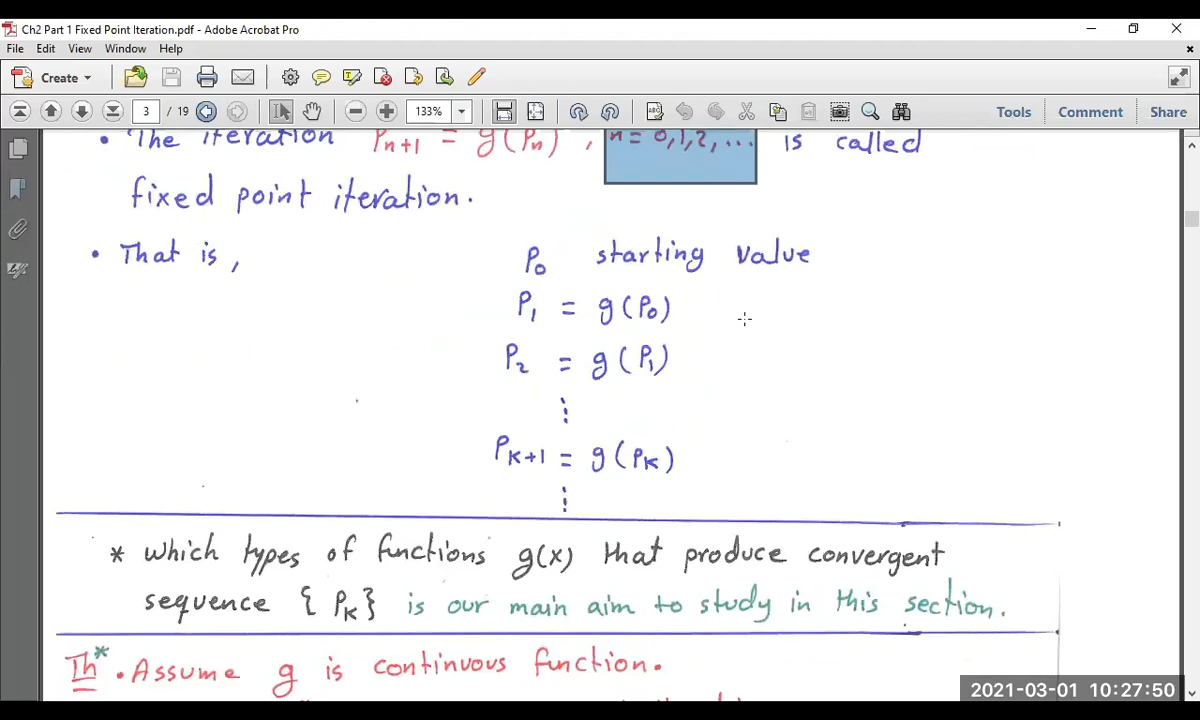 Ch2 Part 1 Fixed Point Iteration.pdf - Adobe Acrobat Pro
File Edit View Window Help
Create
3 / 19 133% Tools Comment Share
• The iteration Pn+1 = g(Pn), n = 0,1,2,... is called
fixed point iteration.
• That is, P0 starting value
P1 = g(P0)
P2 = g(P1)
⋮
PK+1 = g(PK)
⋮
* which types of functions g(x) that produce convergent
sequence {PK} is our main aim to study in this section.
Th* • Assume g is continuous function.
2021-03-01 10:27:50